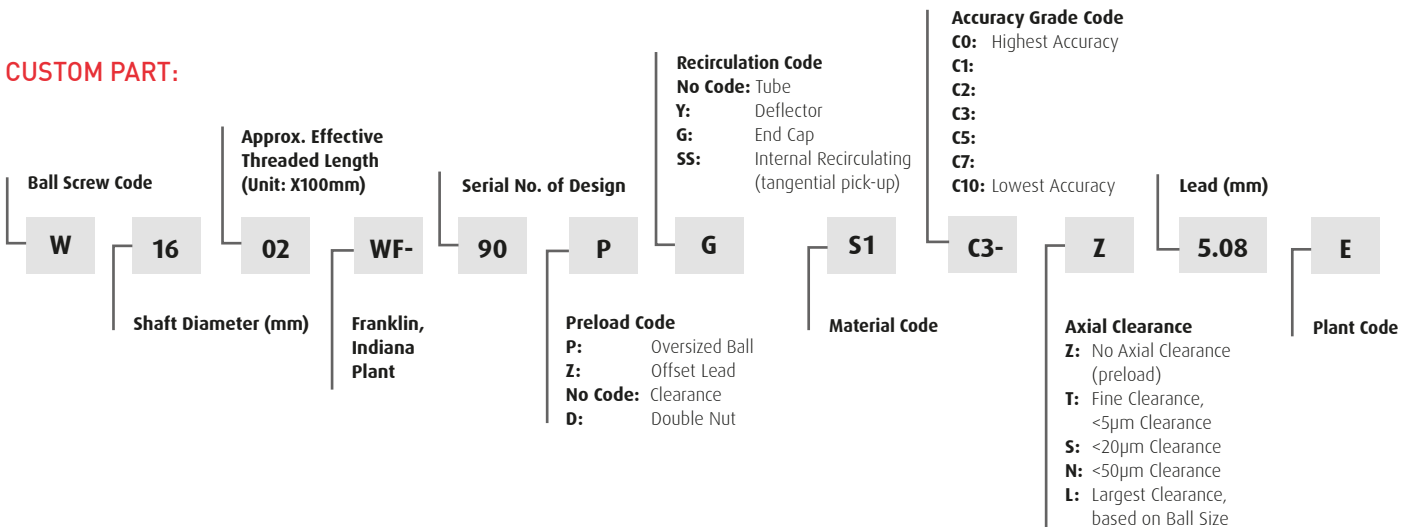 CUSTOM PART:
Ball Screw Code
W
16
Shaft Diameter (mm)
Approx. Effective
Threaded Length
(Unit: X100mm)
02
WF-
Franklin,
Indiana
Plant
Serial No. of Design
90
P
Preload Code
P: Oversized Ball
Z: Offset Lead
No Code: Clearance
D: Double Nut
Recirculation Code
No Code: Tube
Y: Deflector
G: End Cap
SS: Internal Recirculating
(tangential pick-up)
G
S1
Material Code
Accuracy Grade Code
C0: Highest Accuracy
C1:
C2:
C3:
C5:
C7:
C10: Lowest Accuracy
C3-
Z
Axial Clearance
Z: No Axial Clearance
(preload)
T: Fine Clearance,
<5µm Clearance
S: <20µm Clearance
N: <50µm Clearance
L: Largest Clearance,
based on Ball Size
Lead (mm)
5.08
E
Plant Code